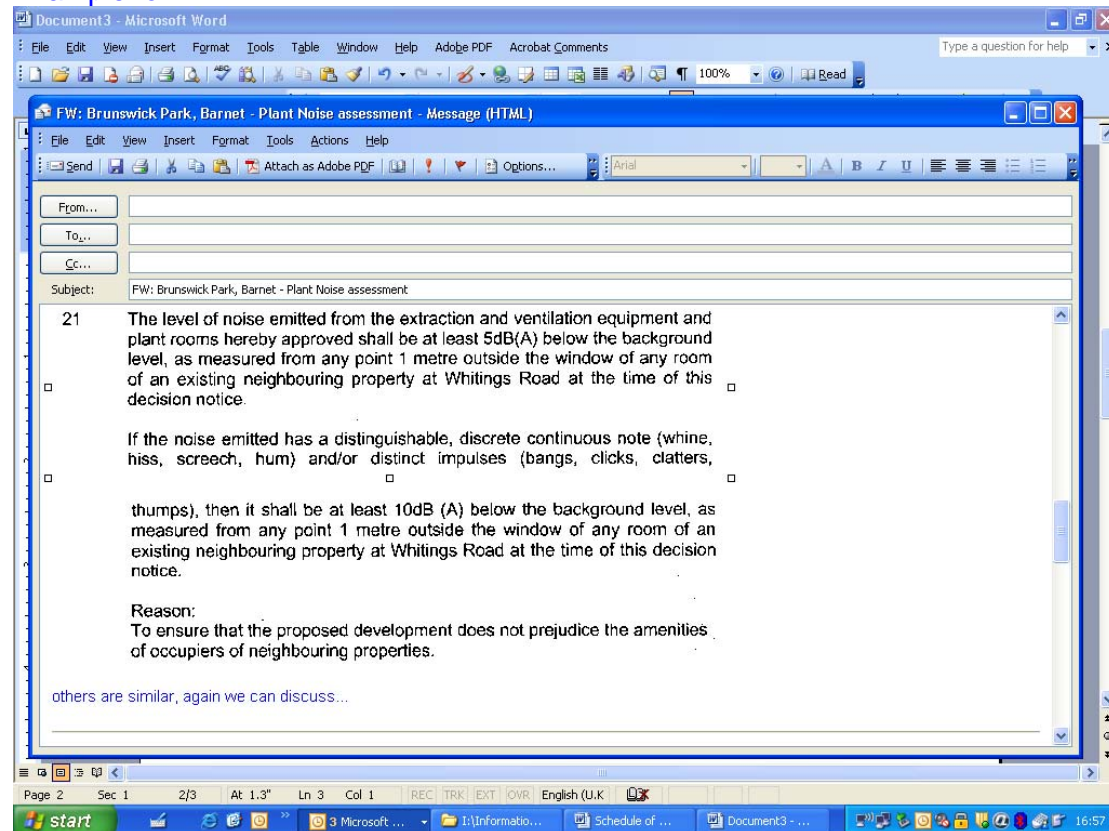 Document3 - Microsoft Word
File Edit View Insert Format Tools Table Window Help Adobe PDF Acrobat Comments
Type a question for help
100% Read
FW: Brunswick Park, Barnet - Plant Noise assessment - Message (HTML)
File Edit View Insert Format Tools Actions Help
Send Attach as Adobe PDF Options... Arial
From...
To...
Cc...
Subject: FW: Brunswick Park, Barnet - Plant Noise assessment
21 The level of noise emitted from the extraction and ventilation equipment and
plant rooms hereby approved shall be at least 5dB(A) below the background
level, as measured from any point 1 metre outside the window of any room
of an existing neighbouring property at Whitings Road at the time of this
decision notice.
If the noise emitted has a distinguishable, discrete continuous note (whine,
hiss, screech, hum) and/or distinct impulses (bangs, clicks, clatters,
thumps), then it shall be at least 10dB (A) below the background level, as
measured from any point 1 metre outside the window of any room of an
existing neighbouring property at Whitings Road at the time of this decision
notice.
Reason:
To ensure that the proposed development does not prejudice the amenities
of occupiers of neighbouring properties.
others are similar, again we can discuss...
Page 2 Sec 1 2/3 At 1.3" Ln 3 Col 1 REC TRK EXT OVR English (U.K
start 3 Microsoft ... I:\Informatio... Schedule of ... Document3 - ... 16:57